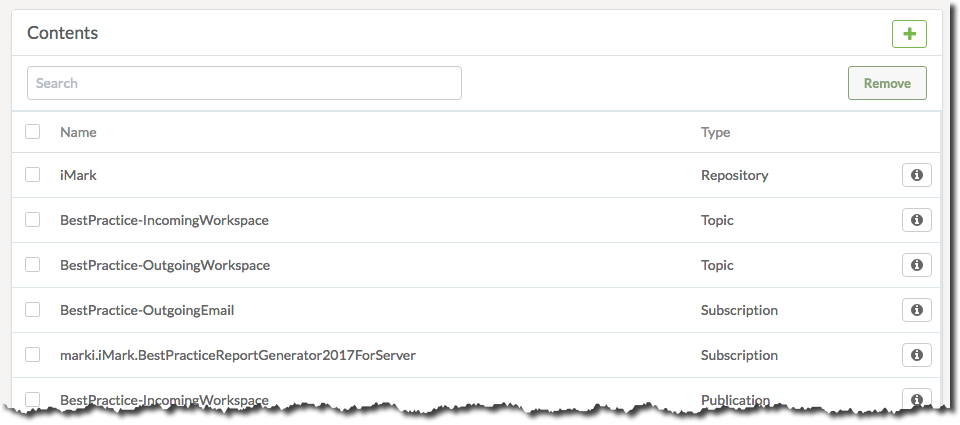 Contents
Search
Remove
Name Type
iMark Repository
BestPractice-IncomingWorkspace Topic
BestPractice-OutgoingWorkspace Topic
BestPractice-OutgoingEmail Subscription
marki.iMark.BestPracticeReportGenerator2017ForServer Subscription
BestPractice-IncomingWorkspace Publication